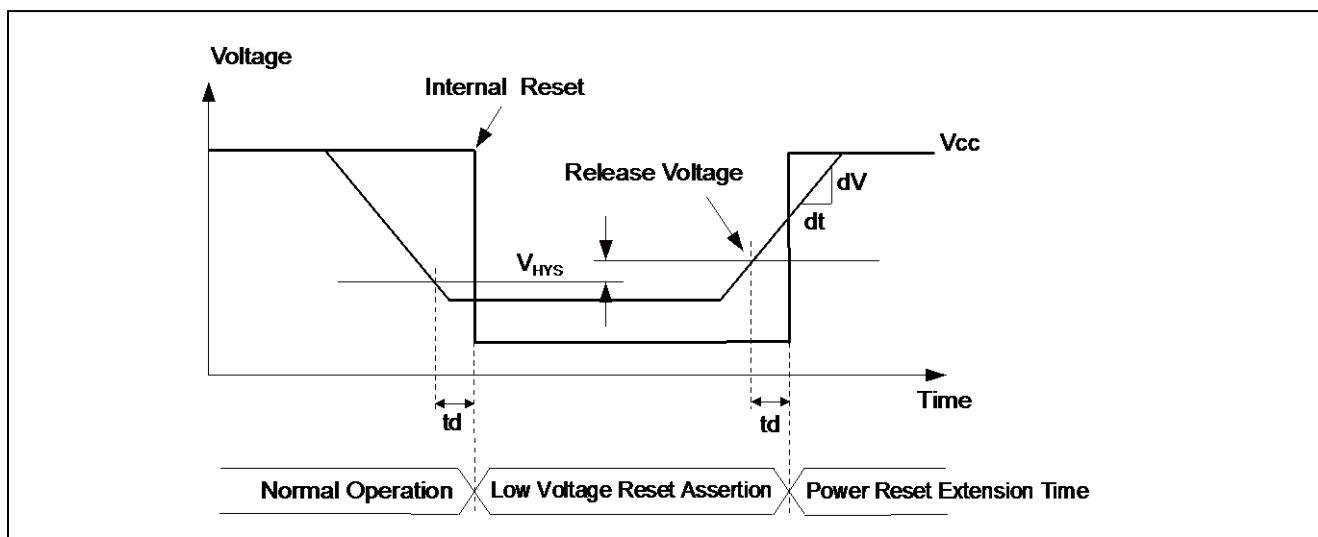 Voltage
Internal Reset
Vcc
Release Voltage
dV
dt
VHYS
Time
td
td
Normal Operation
Low Voltage Reset Assertion
Power Reset Extension Time